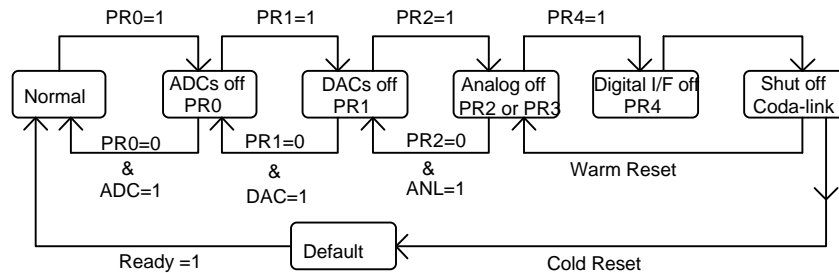 PR0=1
PR1=1
PR2=1
PR4=1
Normal
ADCs off
PR0
DACs off
PR1
Analog off
PR2 or PR3
Digital I/F off
PR4
Shut off
Coda-link
PR0=0
&
ADC=1
PR1=0
&
DAC=1
PR2=0
&
ANL=1
Warm Reset
Ready =1
Default
Cold Reset